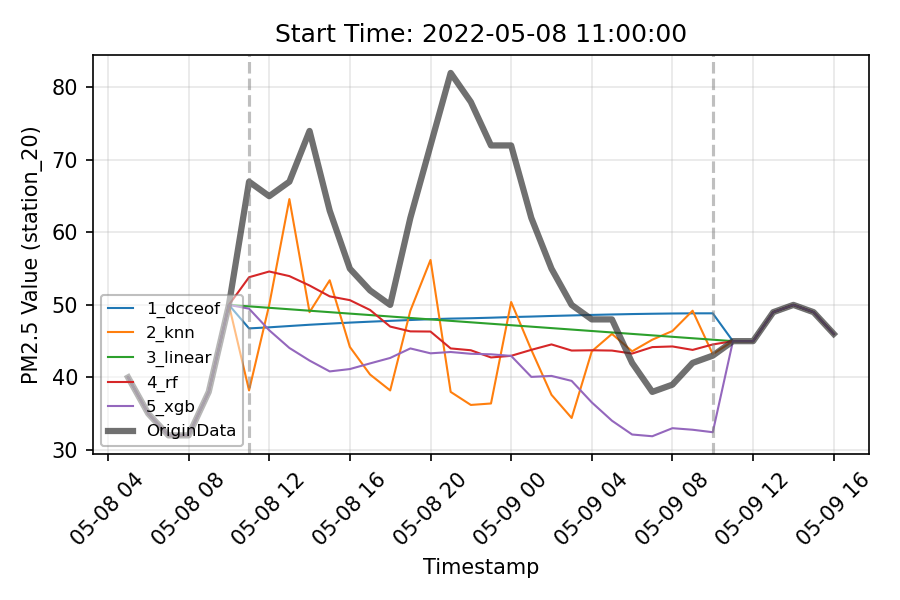 Start Time: 2022-05-08 11:00:00
PM2.5 Value (station_20)
80
70
60
50
40
30
1_dcceof
2_knn
3_linear
4_rf
5_xgb
OriginData
05-08 04
05-08 08
05-08 12
05-08 16
05-08 20
05-09 00
05-09 04
05-09 08
05-09 12
05-09 16
Timestamp